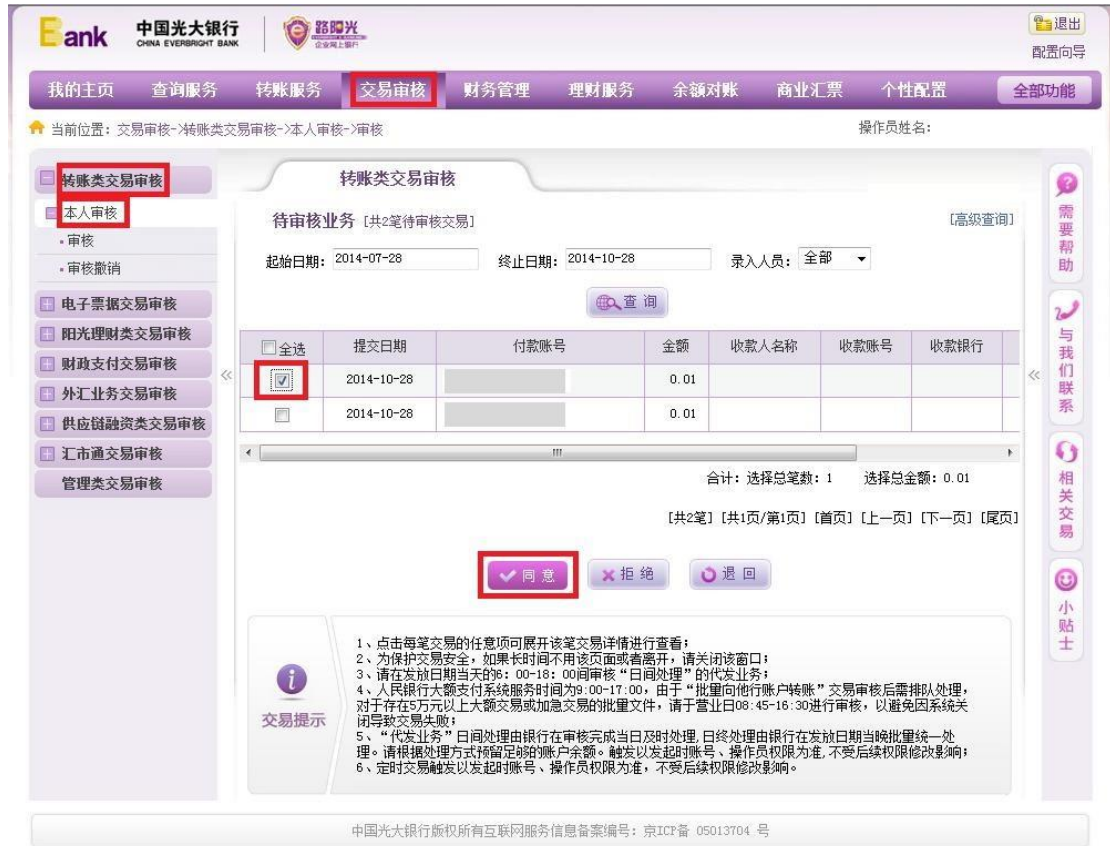 Bank 中国光大银行 CHINA EVERBRIGHT BANK 阳光 企业网上银行 退出
配置向导
我的主页 查询服务 转账服务 交易审核 财务管理 理财服务 余额对账 商业汇票 个性配置 全部功能
当前位置：交易审核->转账类交易审核->本人审核->审核 操作员姓名：
转账类交易审核
本人审核
审核
审核撤销
电子票据交易审核
阳光理财类交易审核
财政支付交易审核
外汇业务交易审核
供应链融资类交易审核
汇市通交易审核
管理类交易审核
转账类交易审核
待审核业务 [共2笔待审核交易] [高级查询]
起始日期：2014-07-28 终止日期：2014-10-28 录入人员：全部
查 询
全选 提交日期 付款账号 金额 收款人名称 收款账号 收款银行
2014-10-28 0.01
2014-10-28 0.01
合计：选择总笔数：1 选择总金额：0.01
[共2笔] [共1页/第1页] [首页] [上一页] [下一页] [尾页]
同 意 拒 绝 退 回
交易提示
1、点击每笔交易的任意项可展开该笔交易详情进行查看；
2、为保护交易安全，如果长时间不用该页面或者离开，请关闭该窗口；
3、请在发放日期当天的6：00-18：00间审核“日间处理”的代发业务；
4、人民银行大额支付系统服务时间为9:00-17:00，由于“批量向他行账户转账”交易审核后需排队处理，
对于存在5万元以上大额交易或加急交易的批量文件，请于营业日08:45-16:30进行审核，以避免因系统关
闭导致交易失败；
5、“代发业务”日间处理由银行在审核完成当日及时处理,日终处理由银行在发放日期当晚批量统一处
理。请根据处理方式预留足够的账户余额。触发以发起时账号、操作员权限为准,不受后续权限修改影响；
6、定时交易触发以发起时账号、操作员权限为准，不受后续权限修改影响。
需要帮助
与我们联系
相关交易
小贴士
中国光大银行版权所有互联网服务信息备案编号：京ICP备 05013704 号